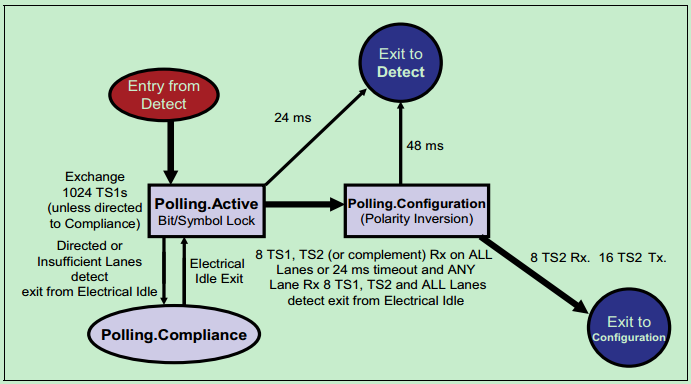 Entry from
Detect
Exit to
Detect
24 ms
48 ms
Exchange
1024 TS1s
(unless directed
to Compliance)
Polling.Active
Bit/Symbol Lock
Polling.Configuration
(Polarity Inversion)
Directed or
Insufficient Lanes
detect
exit from Electrical Idle
Electrical
Idle Exit
8 TS1, TS2 (or complement) Rx on ALL
Lanes or 24 ms timeout and ANY
Lane Rx 8 TS1, TS2 and ALL Lanes
detect exit from Electrical Idle
8 TS2 Rx. 16 TS2 Tx.
Polling.Compliance
Exit to
Configuration